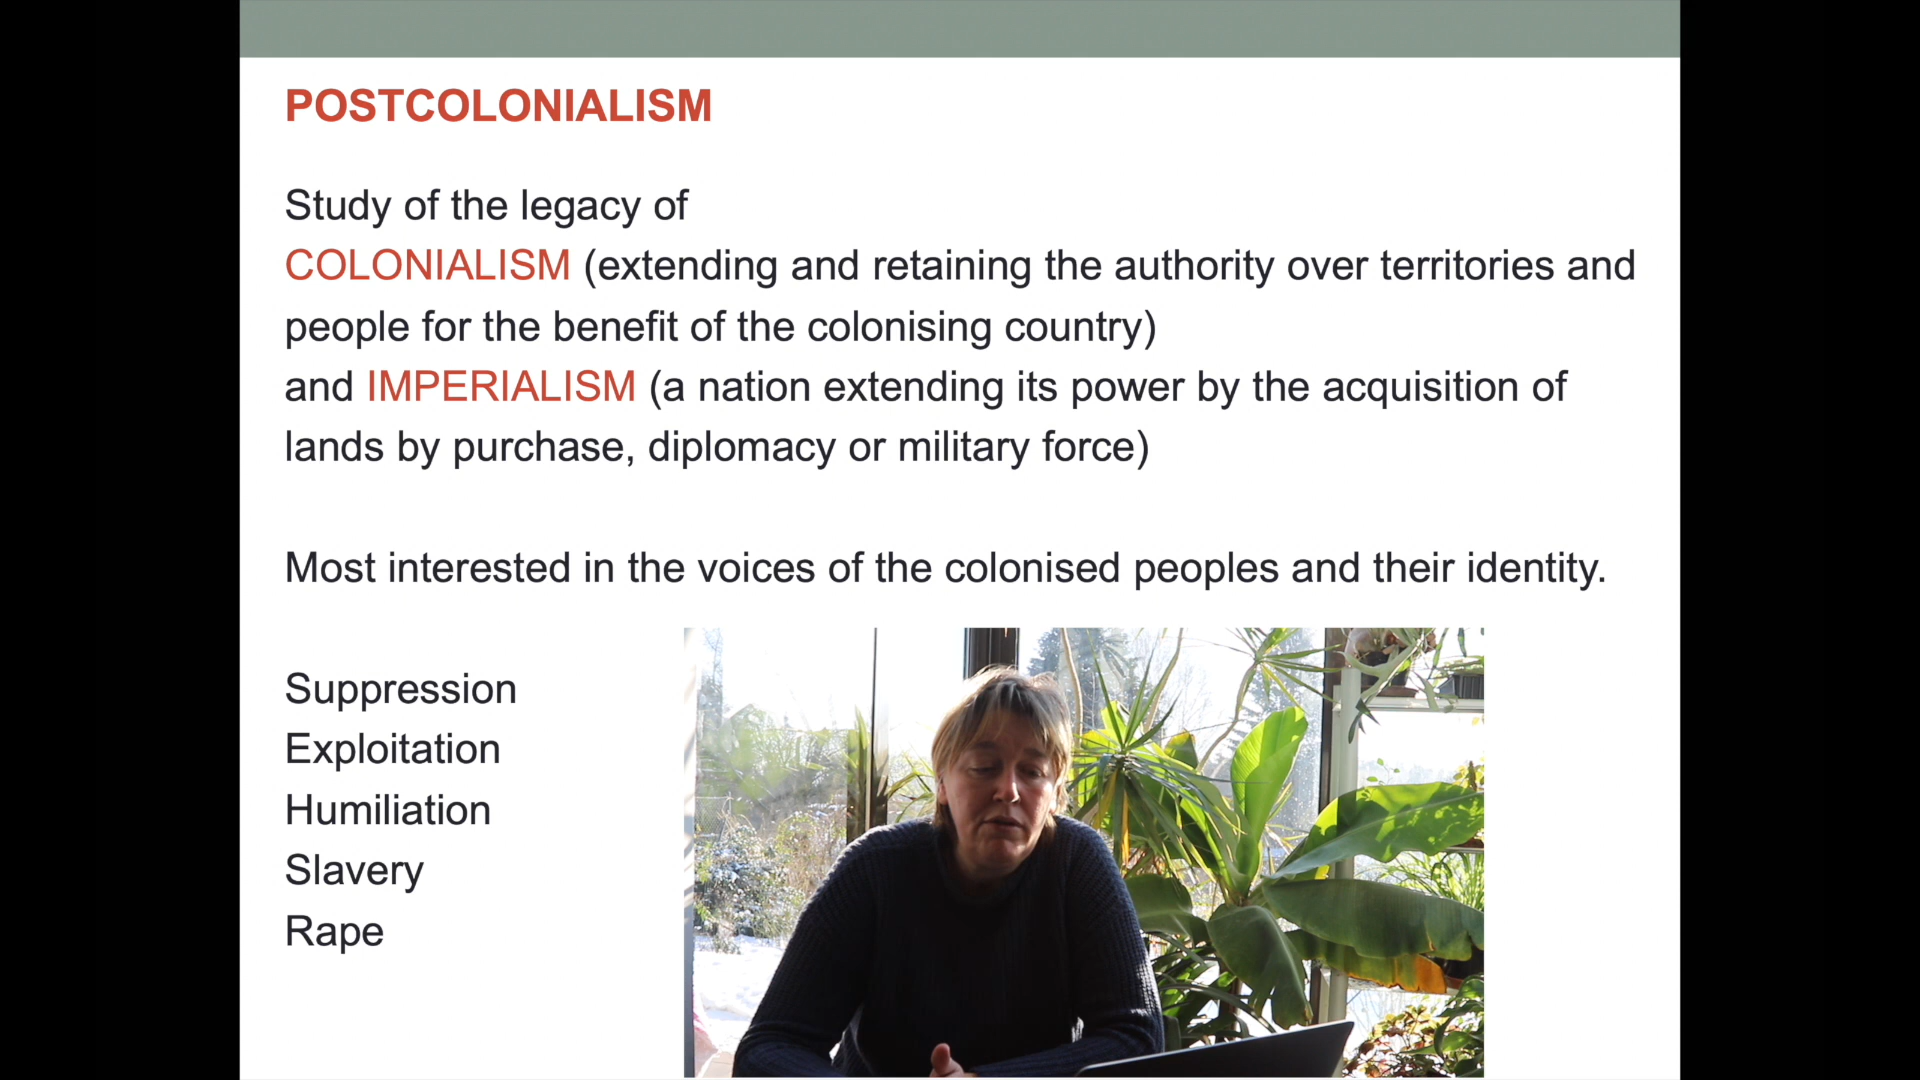 POSTCOLONIALISM
Study of the legacy of
COLONIALISM (extending and retaining the authority over territories and
people for the benefit of the colonising country)
and IMPERIALISM (a nation extending its power by the acquisition of
lands by purchase, diplomacy or military force)
Most interested in the voices of the colonised peoples and their identity.
Suppression
Exploitation
Humiliation
Slavery
Rape